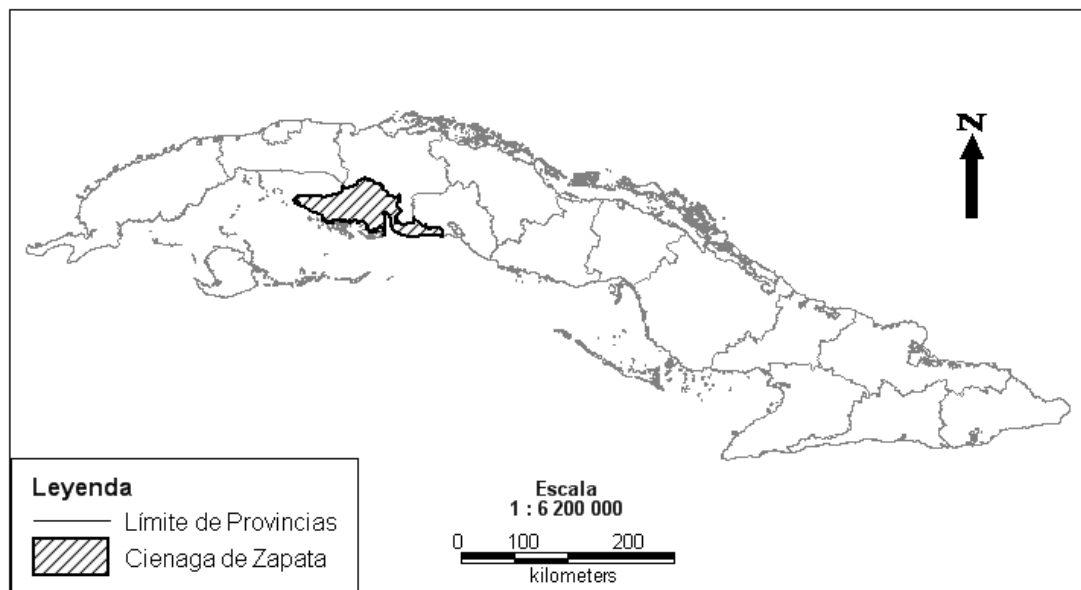 N
Leyenda
Límite de Provincias
Cienaga de Zapata
Escala
1 : 6 200 000
0 100 200
kilometers